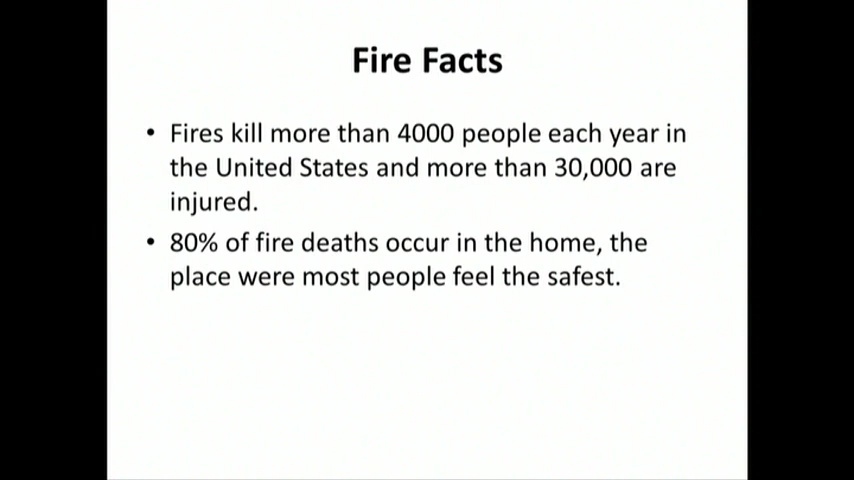 Fire Facts
• Fires kill more than 4000 people each year in
the United States and more than 30,000 are
injured.
• 80% of fire deaths occur in the home, the
place were most people feel the safest.